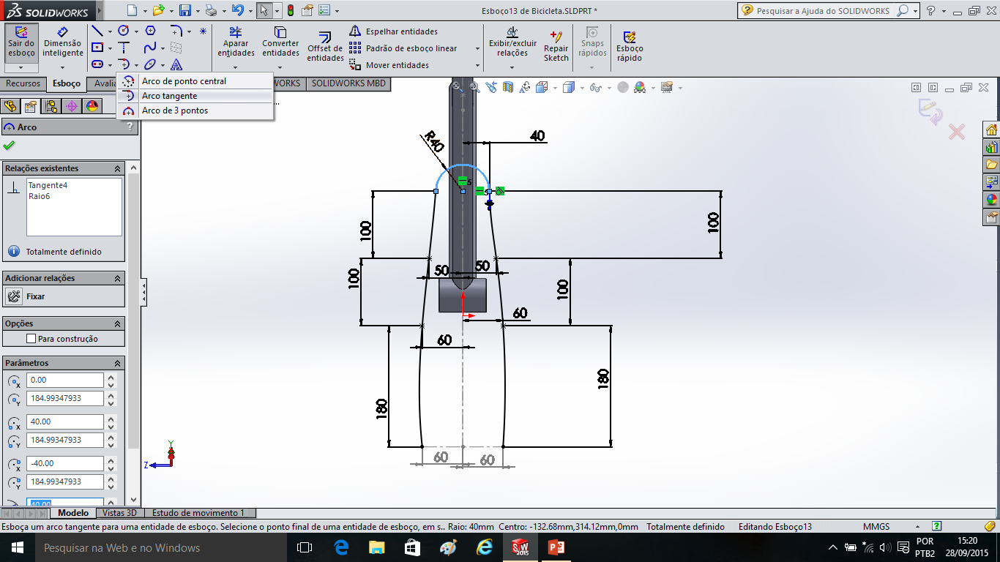 SOLIDWORKS
Esboço13 de Bicicleta.SLDPRT *
Pesquisar a Ajuda do SOLIDWORKS
Sair do esboço
Dimensão inteligente
Aparar entidades
Converter entidades
Offset de entidades
Espelhar entidades
Padrão de esboço linear
Mover entidades
Exibir/excluir relações
Repair Sketch
Snaps rápidos
Esboço rápido
Recursos
Esboço
Avalia
WORKS
SOLIDWORKS MBD
Arco de ponto central
Arco tangente
Arco de 3 pontos
Arco
?
Relações existentes
Tangente4
Raio6
Totalmente definido
Adicionar relações
Fixar
Opções
Para construção
Parâmetros
0.00
184.99347933
40.00
184.99347933
-40.00
184.99347933
40.00
R40
40
5
100
100
50
50
100
100
60
60
180
180
60
60
Y
Z
Modelo
Vistas 3D
Estudo de movimento 1
Esboça um arco tangente para uma entidade de esboço. Selecione o ponto final de uma entidade de esboço, em s.. Raio: 40mm Centro: -132.68mm,314.12mm,0mm Totalmente definido Editando Esboço13 MMGS
Pesquisar na Web e no Windows
SW
2015
POR
PTB2
15:20
28/09/2015